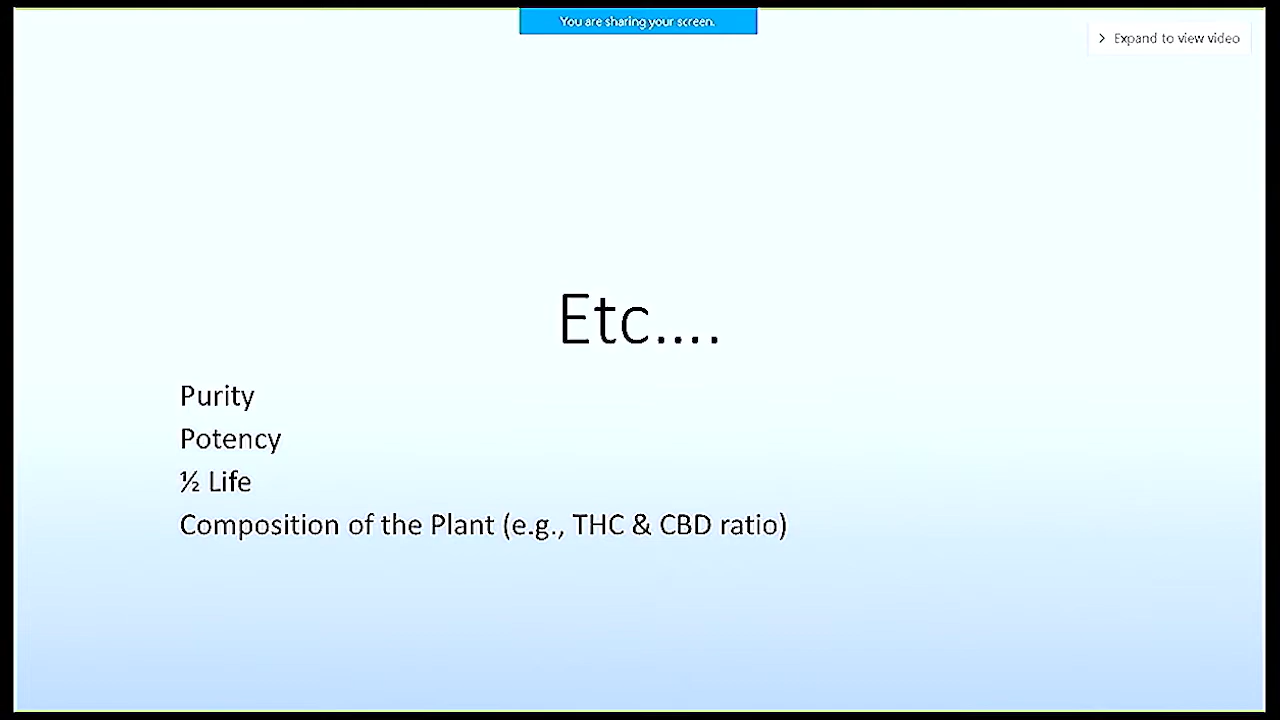 You are sharing your screen.
Expand to view video
Etc....
Purity
Potency
½ Life
Composition of the Plant (e.g., THC & CBD ratio)